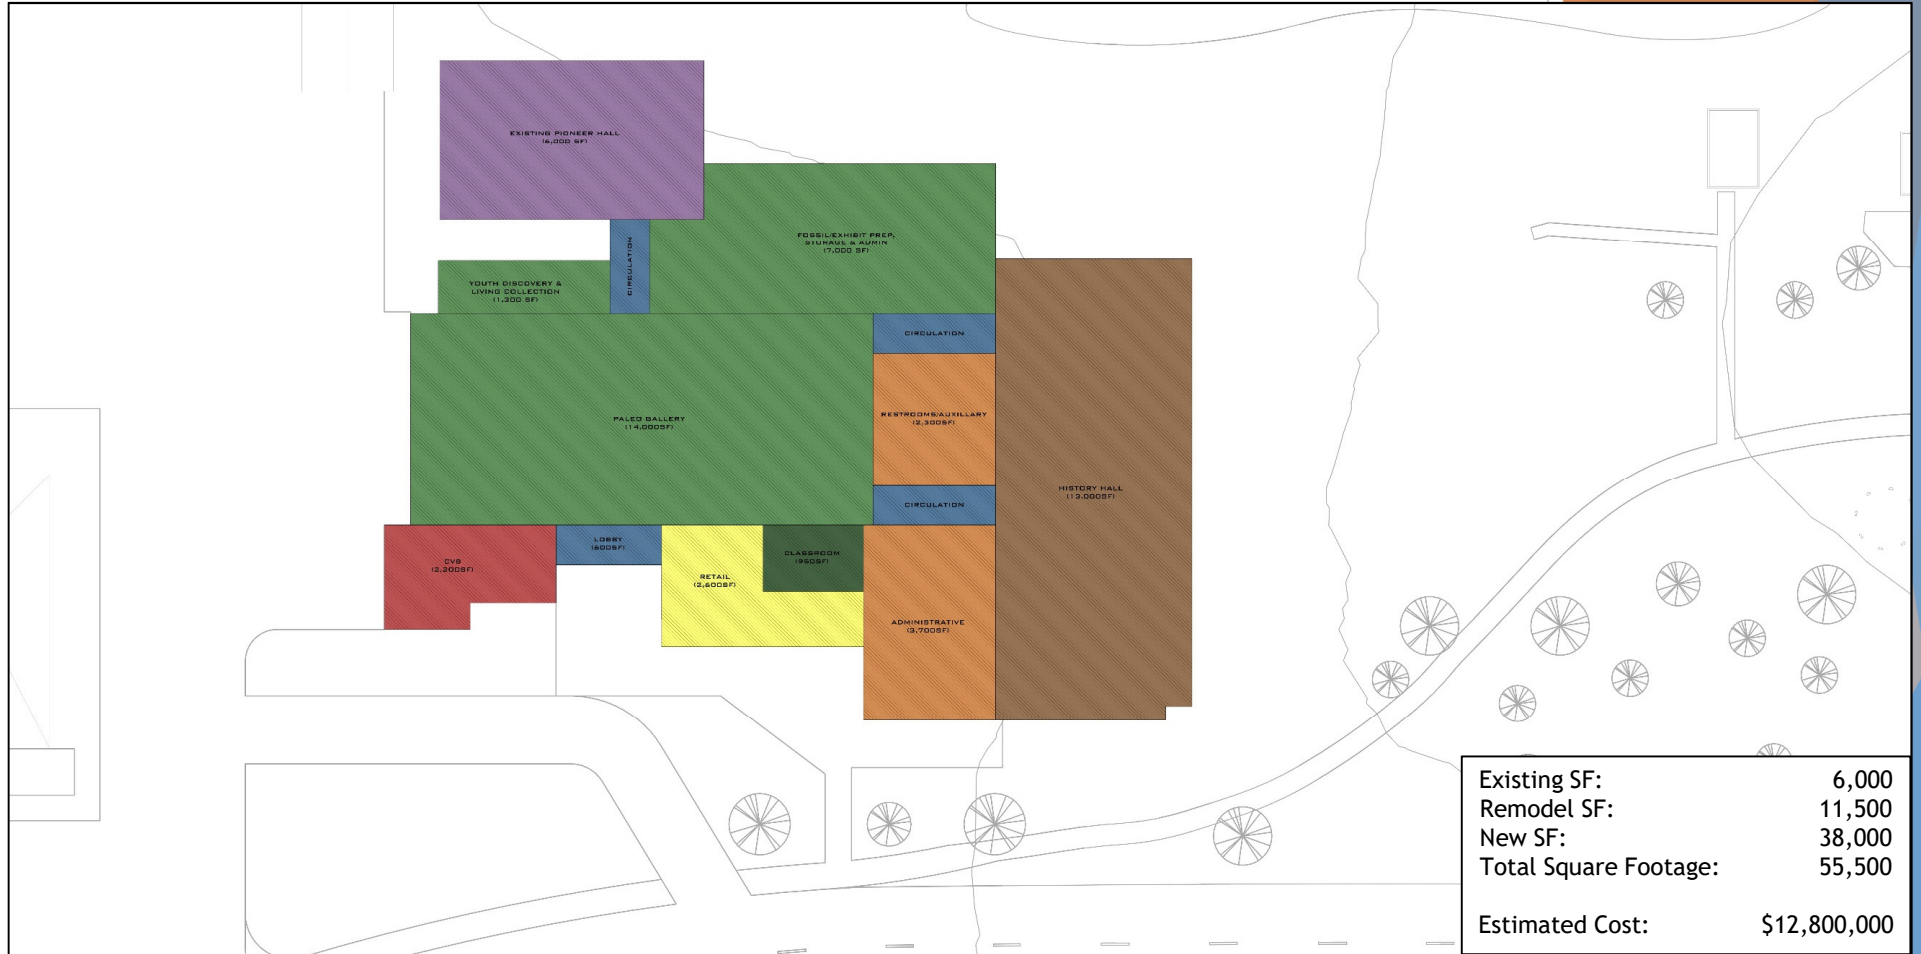 EXISTING PIONEER HALL
(6,000 SF)
FOSSIL/EXHIBIT PREP,
STORAGE & ADMIN
(7,000 SF)
CIRCULATION
YOUTH DISCOVERY &
LIVING COLLECTION
(1,300 SF)
CIRCULATION
PALEO GALLERY
(14,000SF)
RESTROOMS/AUXILLARY
(2,300SF)
HISTORY HALL
(13,000SF)
CIRCULATION
CVB
(2,200SF)
LOBBY
(600SF)
RETAIL
(2,600SF)
CLASSROOM
(950SF)
ADMINISTRATIVE
(3,700SF)
Existing SF: 6,000
Remodel SF: 11,500
New SF: 38,000
Total Square Footage: 55,500
Estimated Cost: $12,800,000